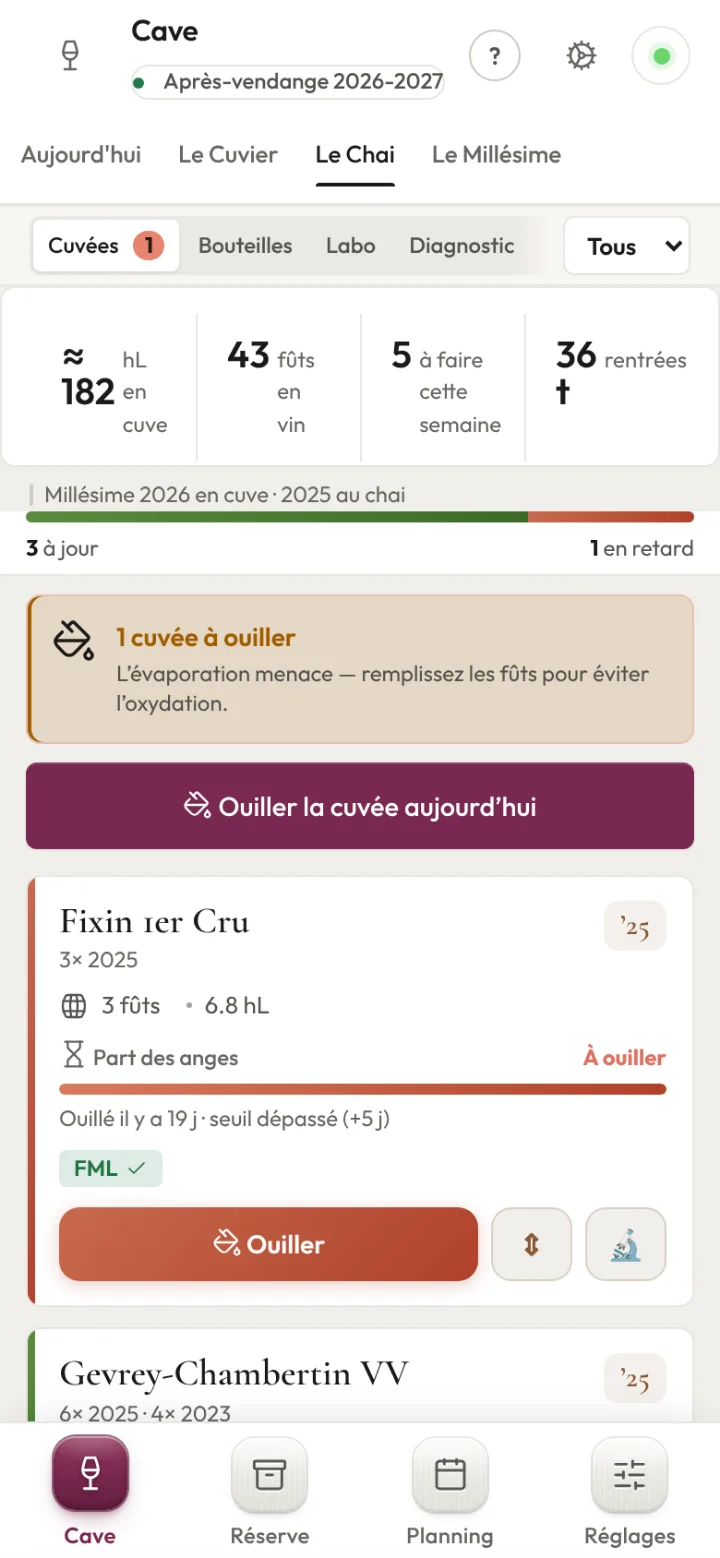 Cave
Après-vendange 2026-2027
?
Aujourd'hui Le Cuvier Le Chai Le Millésime
Cuvées 1 Bouteilles Labo Diagnostic Tous
≈ 182 hL en cuve
43 fûts en vin
5 à faire cette semaine
36 † rentrées
Millésime 2026 en cuve · 2025 au chai
3 à jour 1 en retard
1 cuvée à ouiller
L’évaporation menace — remplissez les fûts pour éviter
l’oxydation.
Ouiller la cuvée aujourd’hui
Fixin 1er Cru ’25
3× 2025
3 fûts • 6.8 hL
Part des anges À ouiller
Ouillé il y a 19 j · seuil dépassé (+5 j)
FML ✓
Ouiller
Gevrey-Chambertin VV ’25
6× 2025 · 4× 2023
Cave Réserve Planning Réglages